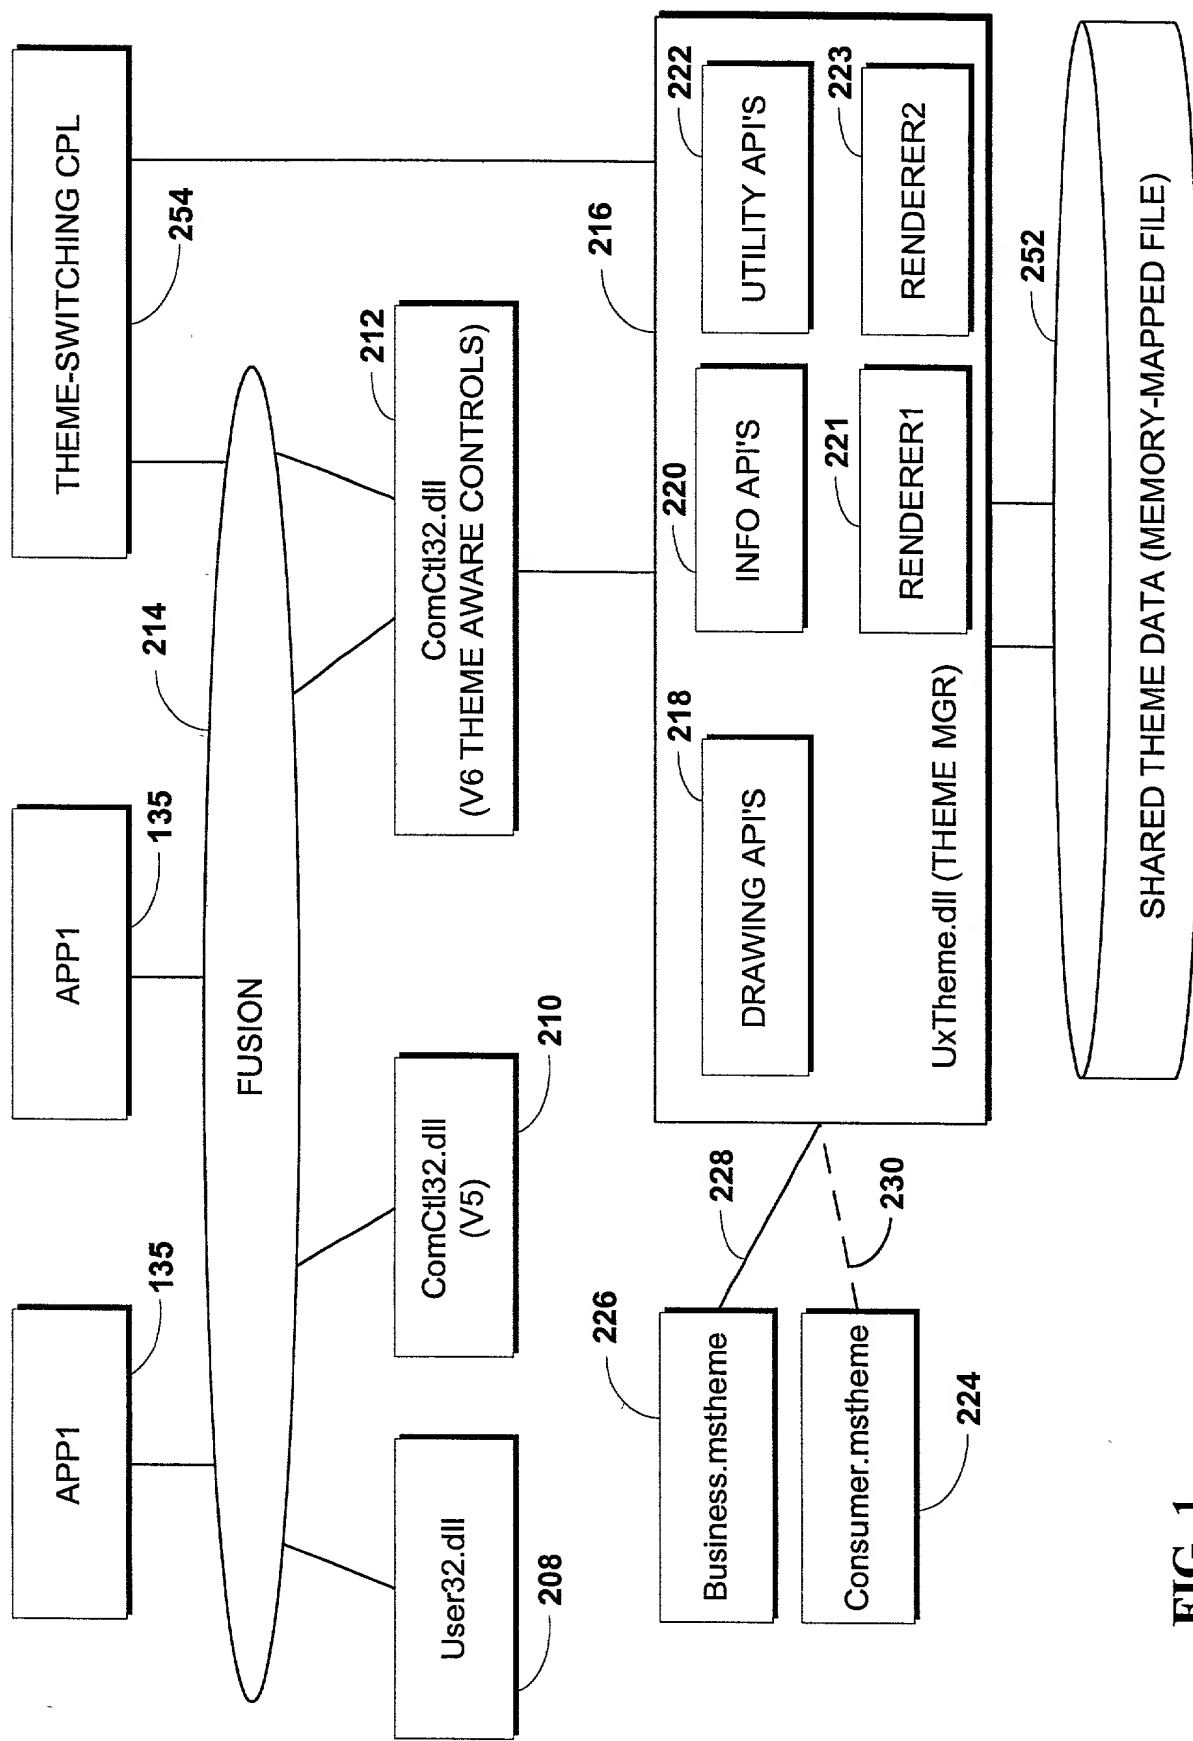 APP1
135
APP1
135
THEME-SWITCHING CPL
254
214
FUSION
User32.dll
208
ComCtl32.dll
(V5)
210
ComCtl32.dll
(V6 THEME AWARE CONTROLS)
212
216
Business.mstheme
226
228
Consumer.mstheme
224
230
DRAWING API'S
218
INFO API'S
220
UTILITY API'S
222
RENDERER1
221
RENDERER2
223
UxTheme.dll (THEME MGR)
252
SHARED THEME DATA (MEMORY-MAPPED FILE)
FIG. 1